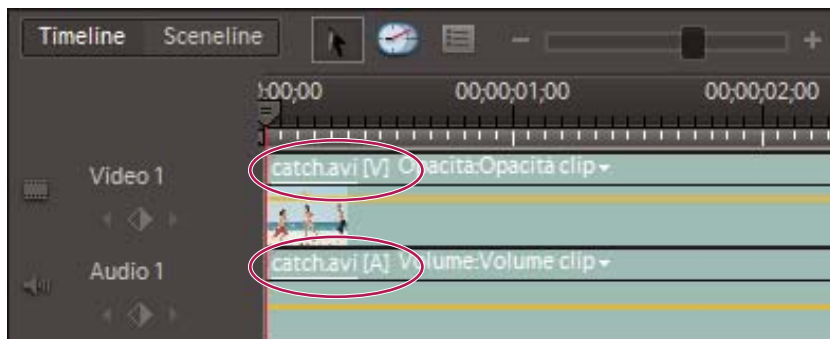 Timeline Sceneline
;00;00 00;00;01;00 00;00;02;00
Video 1
catch.avi [V] Opacità:Opacità clip
Audio 1
catch.avi [A] Volume:Volume clip